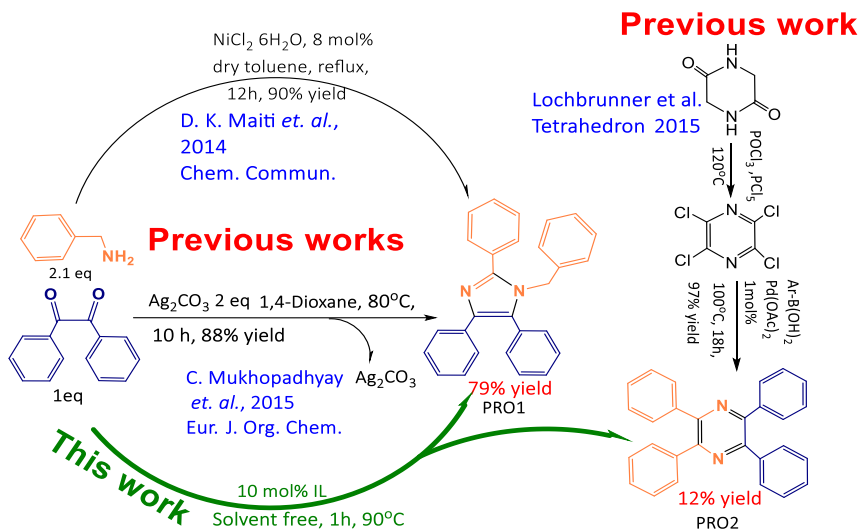 NiCl2 6H2O, 8 mol%
dry toluene, reflux,
12h, 90% yield
D. K. Maiti et. al.,
2014
Chem. Commun.
Previous works
NH2
2.1 eq
O
O
1eq
Ag2CO3 2 eq 1,4-Dioxane, 80oC,
10 h, 88% yield
Ag2CO3
C. Mukhopadhyay
et. al., 2015
Eur. J. Org. Chem.
This work
10 mol% IL
Solvent free, 1h, 90oC
N
N
79% yield
PRO1
Previous work
H
N
O
O
N
H
Lochbrunner et al.
Tetrahedron 2015
POCl3 ,PCl5
120oC
Cl
N
Cl
Cl
N
Cl
Ar-B(OH)2
Pd(OAc)2
1mol%
100oC, 18h,
97% yield
N
N
12% yield
PRO2